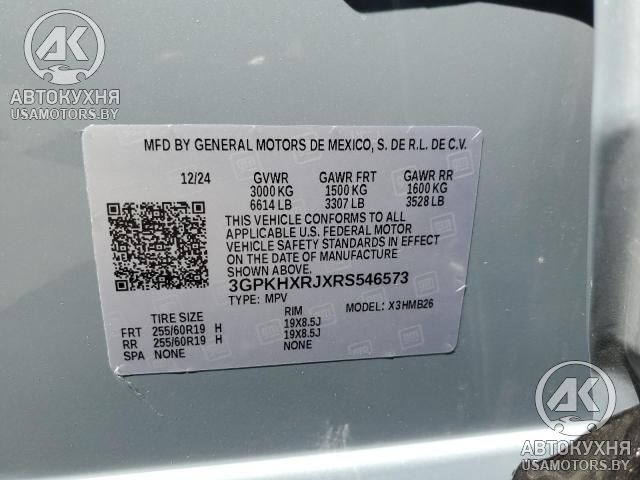 AK
АВТОКУХНЯ
USAMOTORS.BY
MFD BY GENERAL MOTORS DE MEXICO, S. DE R.L. DE C.V.
12/24 GVWR GAWR FRT GAWR RR
3000 KG 1500 KG 1600 KG
6614 LB 3307 LB 3528 LB
THIS VEHICLE CONFORMS TO ALL
APPLICABLE U.S. FEDERAL MOTOR
VEHICLE SAFETY STANDARDS IN EFFECT
ON THE DATE OF MANUFACTURE
SHOWN ABOVE.
3GPKHXRJXRS546573
TYPE: MPV MODEL: X3HMB26
TIRE SIZE RIM
FRT 255/60R19 H 19X8.5J
RR 255/60R19 H 19X8.5J
SPA NONE NONE
AK
АВТОКУХНЯ
USAMOTORS.BY